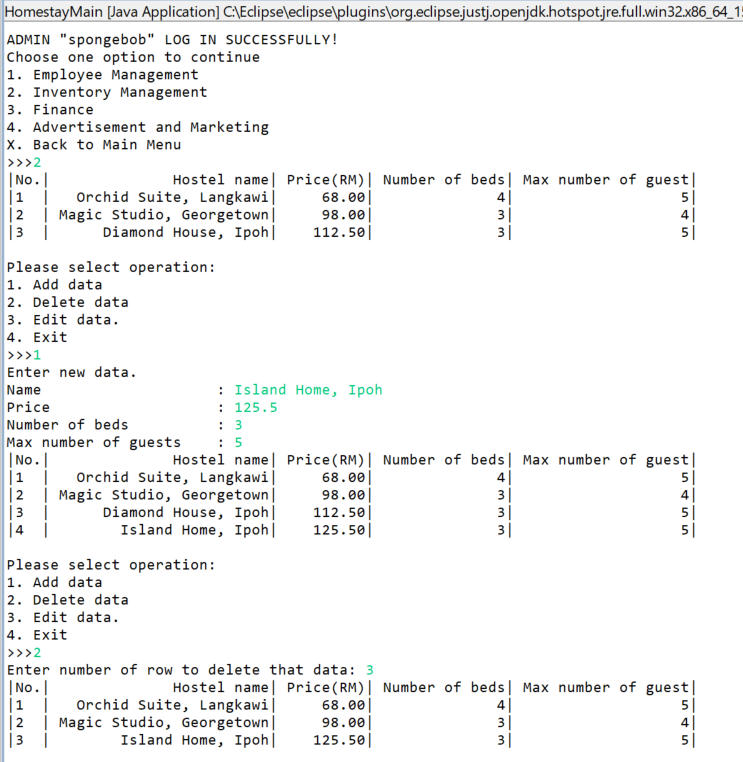 HomestayMain [Java Application] C:\Eclipse\eclipse\plugins\org.eclipse.justj.openjdk.hotspot.jre.full.win32.x86_64_15
ADMIN "spongebob" LOG IN SUCCESSFULLY!
Choose one option to continue
1. Employee Management
2. Inventory Management
3. Finance
4. Advertisement and Marketing
X. Back to Main Menu
>>>2
|No.|              Hostel name| Price(RM)| Number of beds| Max number of guest|
|1  |   Orchid Suite, Langkawi|     68.00|              4|                   5|
|2  | Magic Studio, Georgetown|     98.00|              3|                   4|
|3  |      Diamond House, Ipoh|    112.50|              3|                   5|
Please select operation:
1. Add data
2. Delete data
3. Edit data.
4. Exit
>>>1
Enter new data.
Name                    : Island Home, Ipoh
Price                   : 125.5
Number of beds          : 3
Max number of guests    : 5
|No.|              Hostel name| Price(RM)| Number of beds| Max number of guest|
|1  |   Orchid Suite, Langkawi|     68.00|              4|                   5|
|2  | Magic Studio, Georgetown|     98.00|              3|                   4|
|3  |      Diamond House, Ipoh|    112.50|              3|                   5|
|4  |        Island Home, Ipoh|    125.50|              3|                   5|
Please select operation:
1. Add data
2. Delete data
3. Edit data.
4. Exit
>>>2
Enter number of row to delete that data: 3
|No.|              Hostel name| Price(RM)| Number of beds| Max number of guest|
|1  |   Orchid Suite, Langkawi|     68.00|              4|                   5|
|2  | Magic Studio, Georgetown|     98.00|              3|                   4|
|3  |        Island Home, Ipoh|    125.50|              3|                   5|